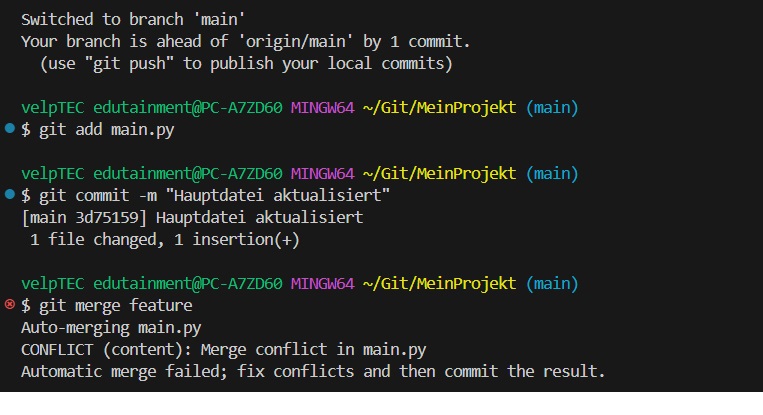 Switched to branch 'main'
Your branch is ahead of 'origin/main' by 1 commit.
  (use "git push" to publish your local commits)
velpTEC edutainment@PC-A7ZD60 MINGW64 ~/Git/MeinProjekt (main)
$ git add main.py
velpTEC edutainment@PC-A7ZD60 MINGW64 ~/Git/MeinProjekt (main)
$ git commit -m "Hauptdatei aktualisiert"
[main 3d75159] Hauptdatei aktualisiert
 1 file changed, 1 insertion(+)
velpTEC edutainment@PC-A7ZD60 MINGW64 ~/Git/MeinProjekt (main)
$ git merge feature
Auto-merging main.py
CONFLICT (content): Merge conflict in main.py
Automatic merge failed; fix conflicts and then commit the result.